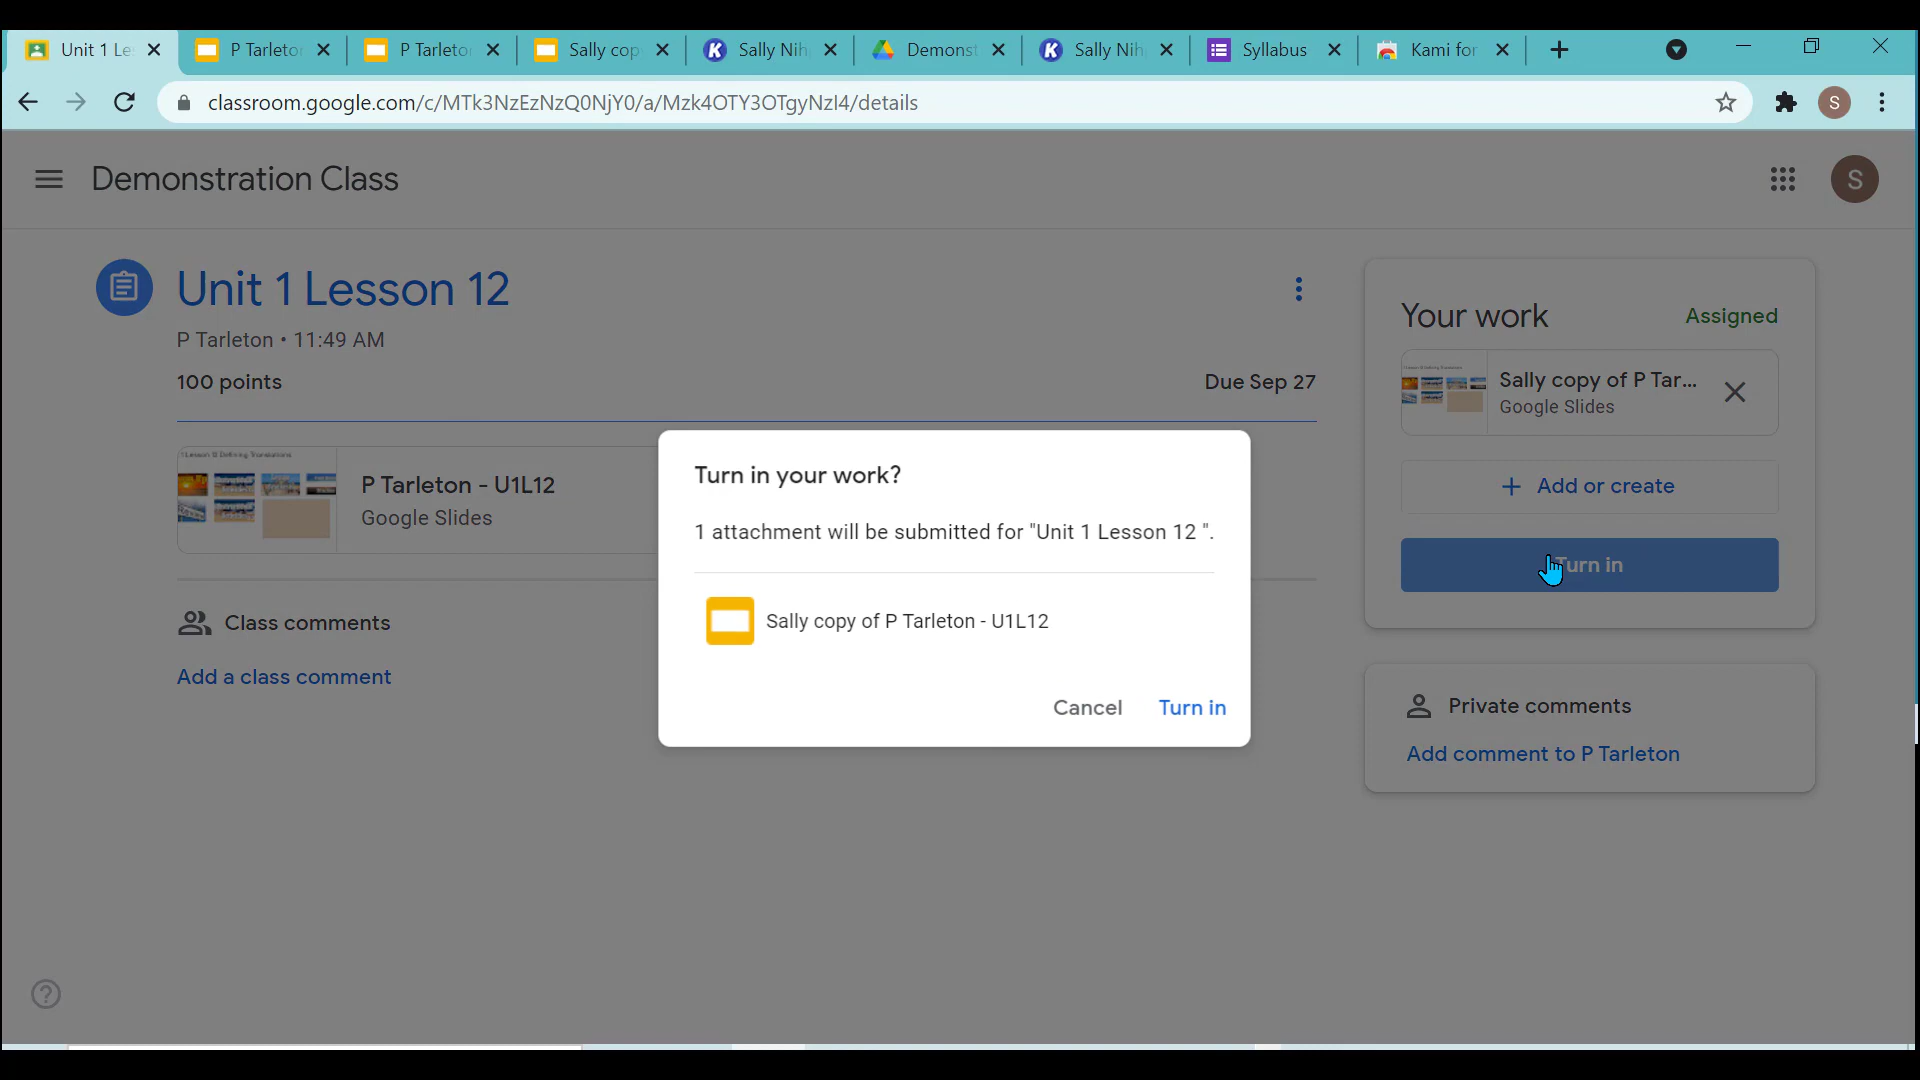 Unit 1 Le
P Tarleto
P Tarleto
Sally cop
Sally Nih
Demonst
Sally Nih
Syllabus
Kami for
classroom.google.com/c/MTk3NzEzNzQ0NjY0/a/Mzk4OTY3OTgyNzI4/details
S
Demonstration Class
S
Unit 1 Lesson 12
P Tarleton • 11:49 AM
100 points
Due Sep 27
P Tarleton - U1L12
Google Slides
Class comments
Add a class comment
Turn in your work?
1 attachment will be submitted for "Unit 1 Lesson 12 ".
Sally copy of P Tarleton - U1L12
Cancel
Turn in
Your work
Assigned
Sally copy of P Tar...
Google Slides
+ Add or create
Turn in
Private comments
Add comment to P Tarleton